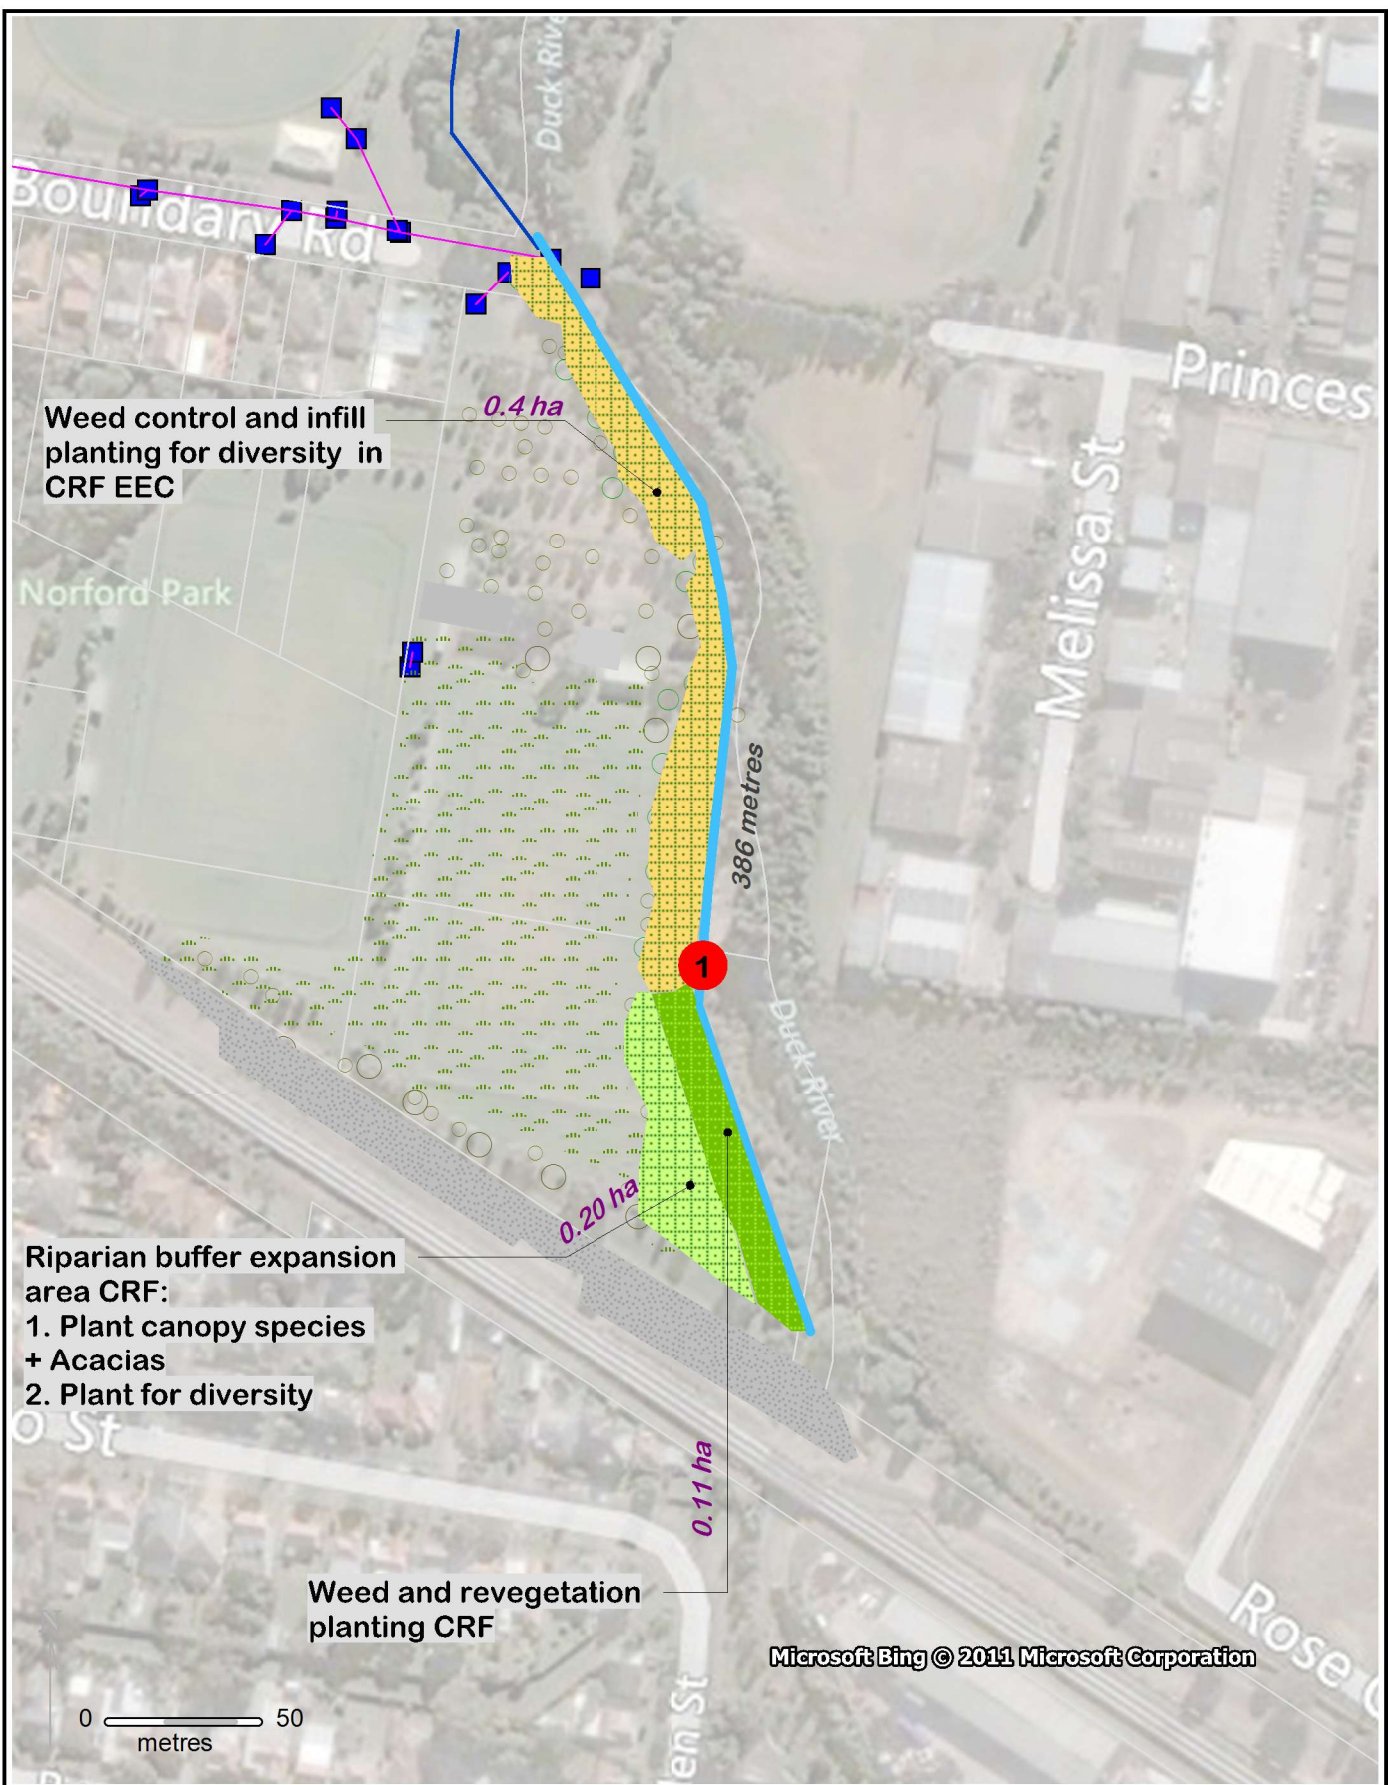 Duck Rive
Boundary Rd
Princes
0.4 ha
Weed control and infill
planting for diversity in
CRF EEC
Melissa St
Norford Park
386 metres
1
Duck River
0.20 ha
Riparian buffer expansion
area CRF:
1. Plant canopy species
+ Acacias
2. Plant for diversity
o St
0.11 ha
Weed and revegetation
planting CRF
Rose
Microsoft Bing © 2011 Microsoft Corporation
N
0 50
metres
len St